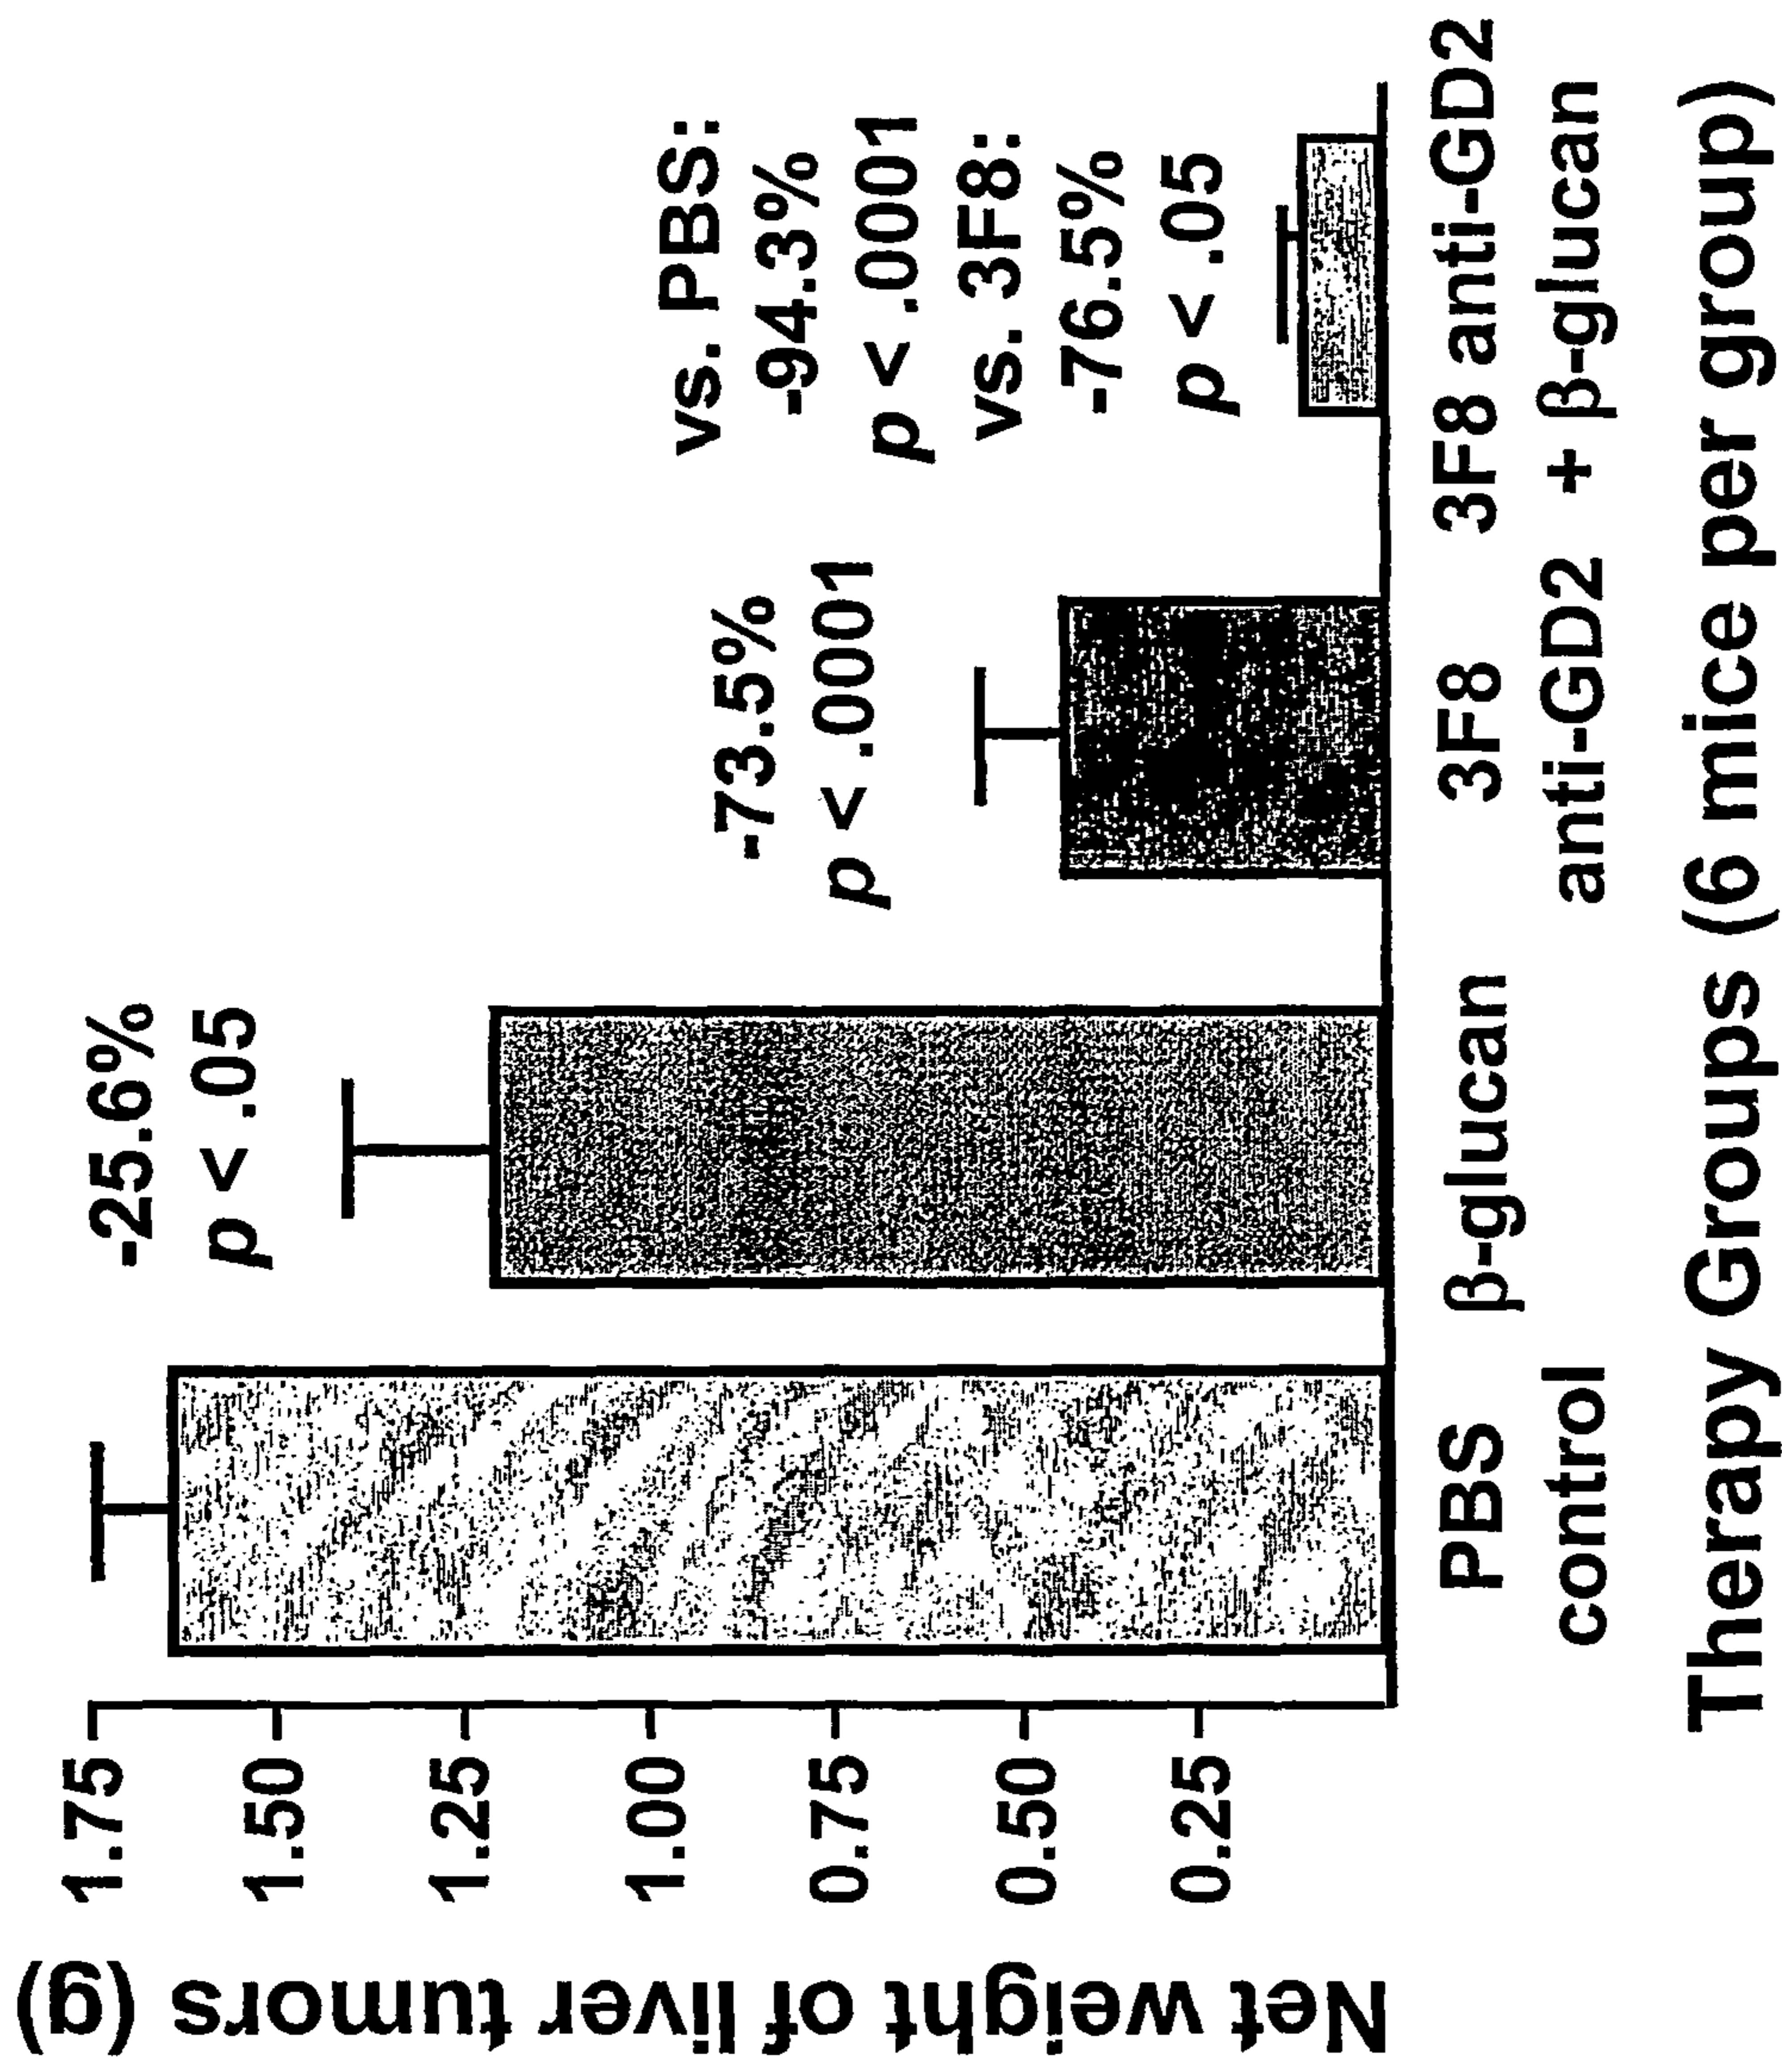 Net weight of liver tumors (g)
1.75
1.50
1.25
1.00
0.75
0.50
0.25
-25.6%
p < .05
-73.5%
p < .0001
vs. PBS:
-94.3%
p < .0001
vs. 3F8:
-76.5%
p < .05
PBS
control
β-glucan
3F8
anti-GD2
3F8 anti-GD2
+ β-glucan
Therapy Groups (6 mice per group)